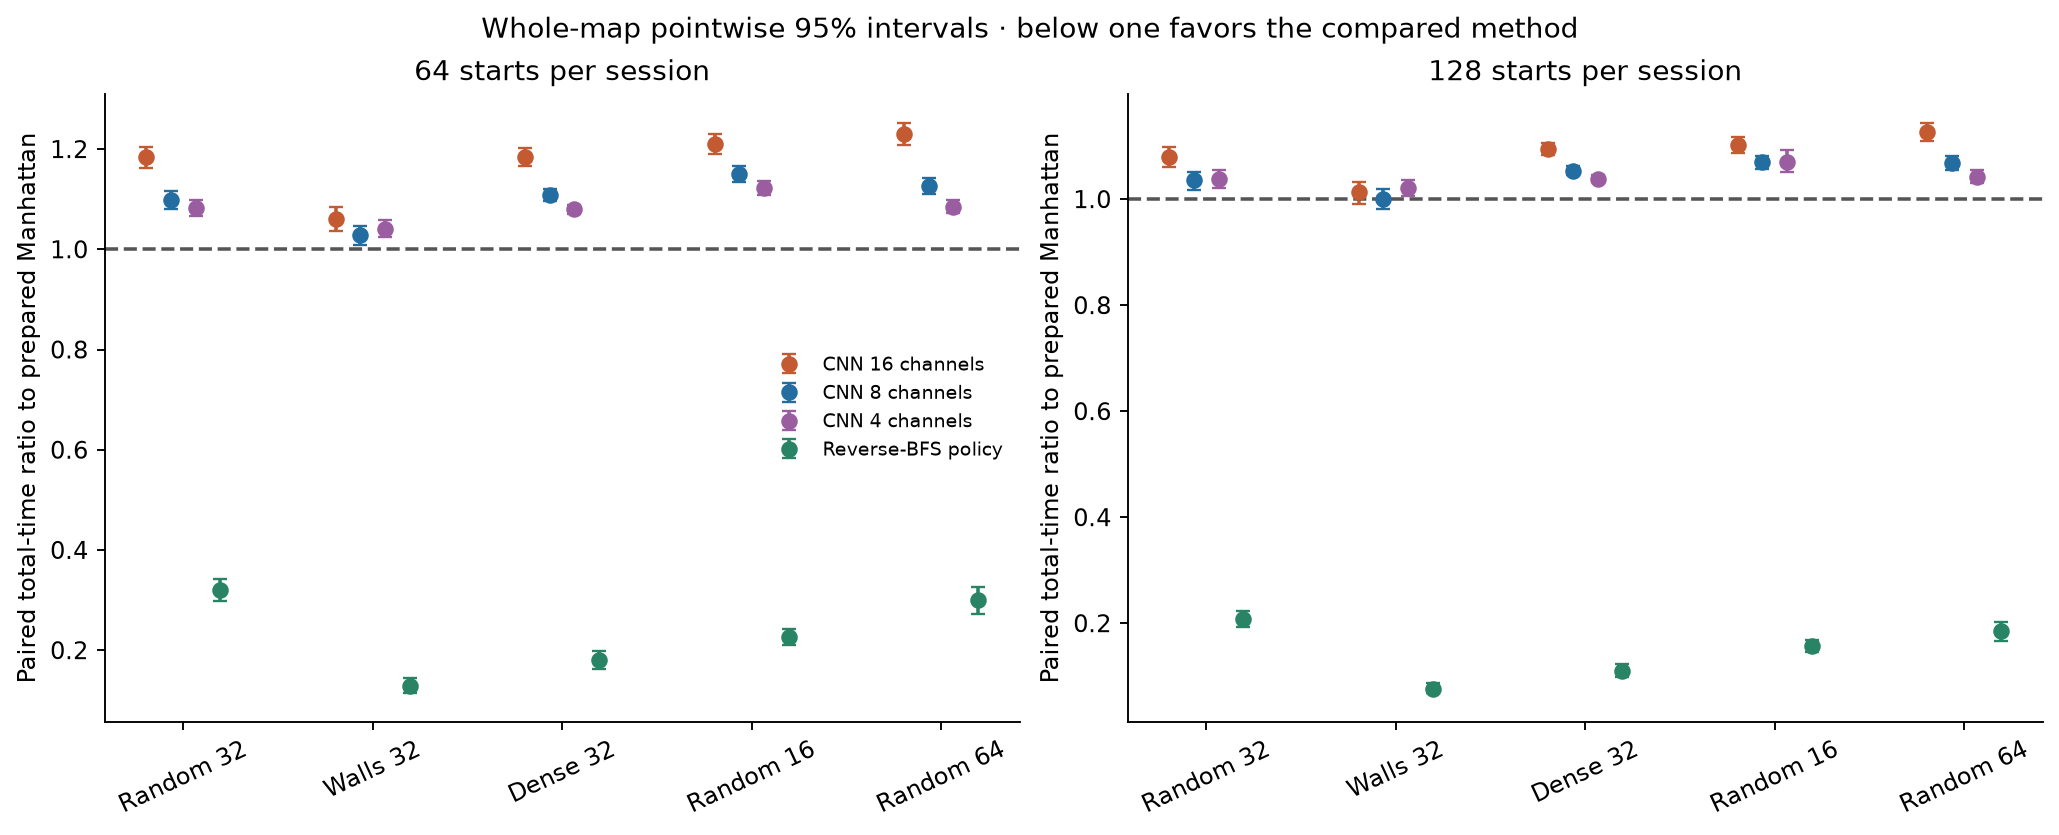 Whole-map pointwise 95% intervals · below one favors the compared method
64 starts per session
Paired total-time ratio to prepared Manhattan
1.2
1.0
0.8
0.6
0.4
0.2
CNN 16 channels
CNN 8 channels
CNN 4 channels
Reverse-BFS policy
Random 32
Walls 32
Dense 32
Random 16
Random 64
128 starts per session
Paired total-time ratio to prepared Manhattan
1.0
0.8
0.6
0.4
0.2
Random 32
Walls 32
Dense 32
Random 16
Random 64